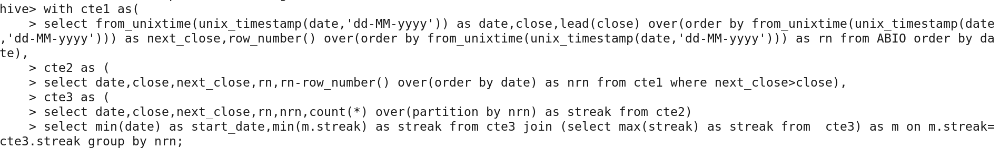 hive> with cte1 as(
    > select from_unixtime(unix_timestamp(date,'dd-MM-yyyy')) as date,close,lead(close) over(order by from_unixtime(unix_timestamp(date
,'dd-MM-yyyy'))) as next_close,row_number() over(order by from_unixtime(unix_timestamp(date,'dd-MM-yyyy'))) as rn from ABIO order by da
te),
    > cte2 as (
    > select date,close,next_close,rn,rn-row_number() over(order by date) as nrn from cte1 where next_close>close),
    > cte3 as (
    > select date,close,next_close,rn,nrn,count(*) over(partition by nrn) as streak from cte2)
    > select min(date) as start_date,min(m.streak) as streak from cte3 join (select max(streak) as streak from  cte3) as m on m.streak=
cte3.streak group by nrn;